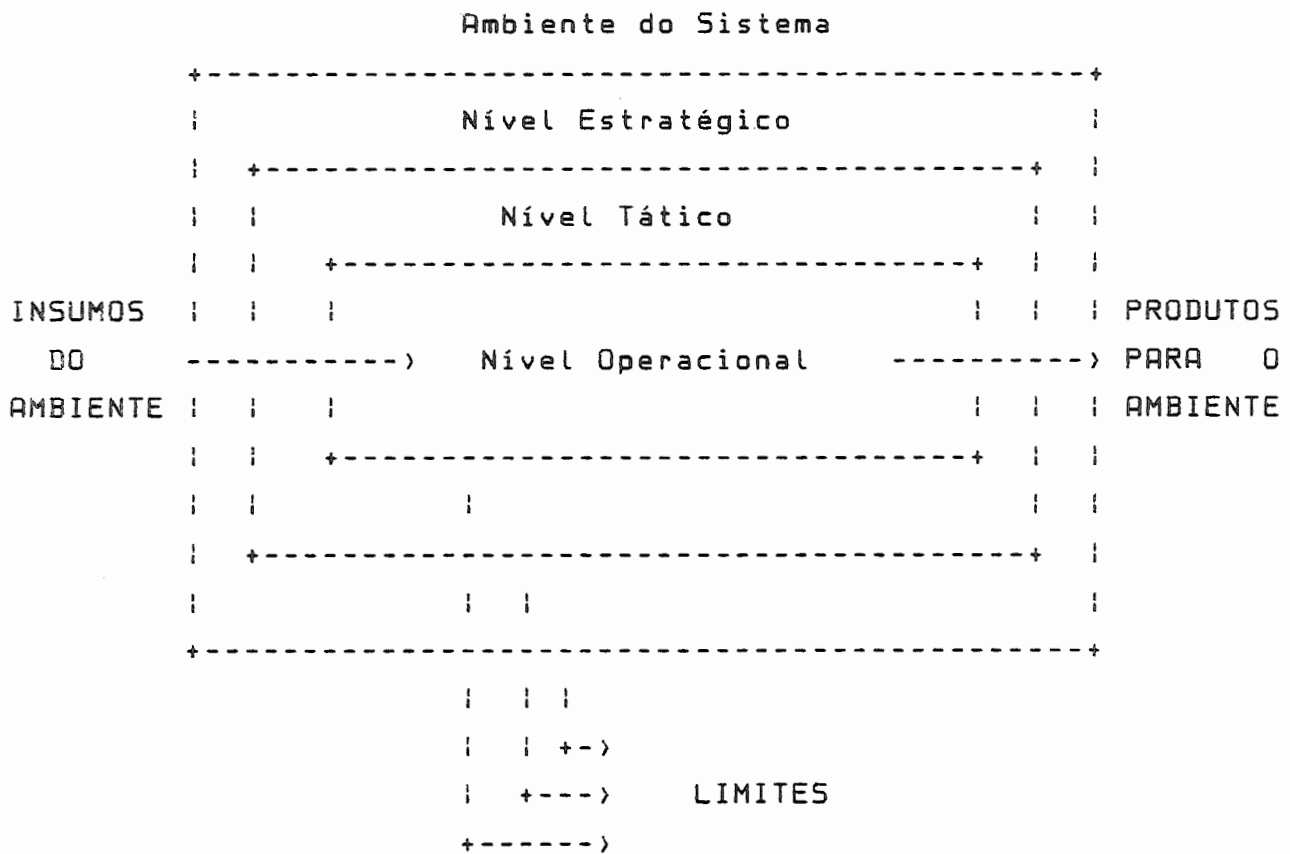 Ambiente do Sistema
Nível Estratégico
Nível Tático
INSUMOS
DO
AMBIENTE
Nível Operacional
PRODUTOS
PARA O
AMBIENTE
LIMITES